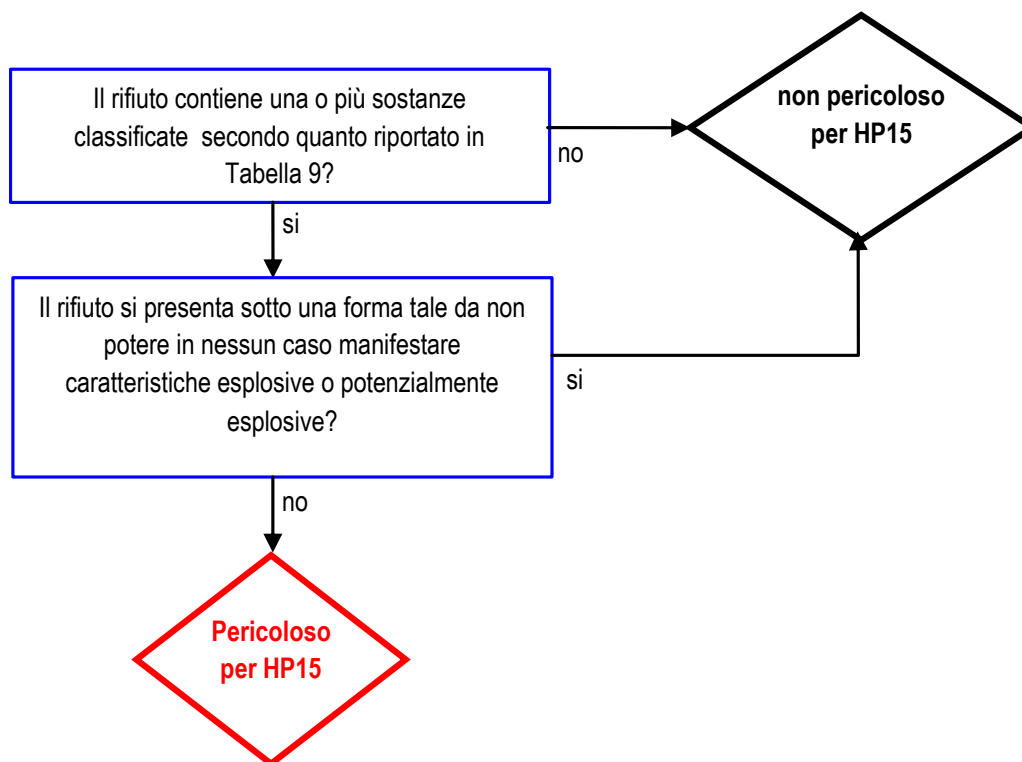 Il rifiuto contiene una o più sostanze
classificate secondo quanto riportato in
Tabella 9?
no
non pericoloso
per HP15
si
Il rifiuto si presenta sotto una forma tale da non
potere in nessun caso manifestare
caratteristiche esplosive o potenzialmente
esplosive?
si
no
Pericoloso
per HP15